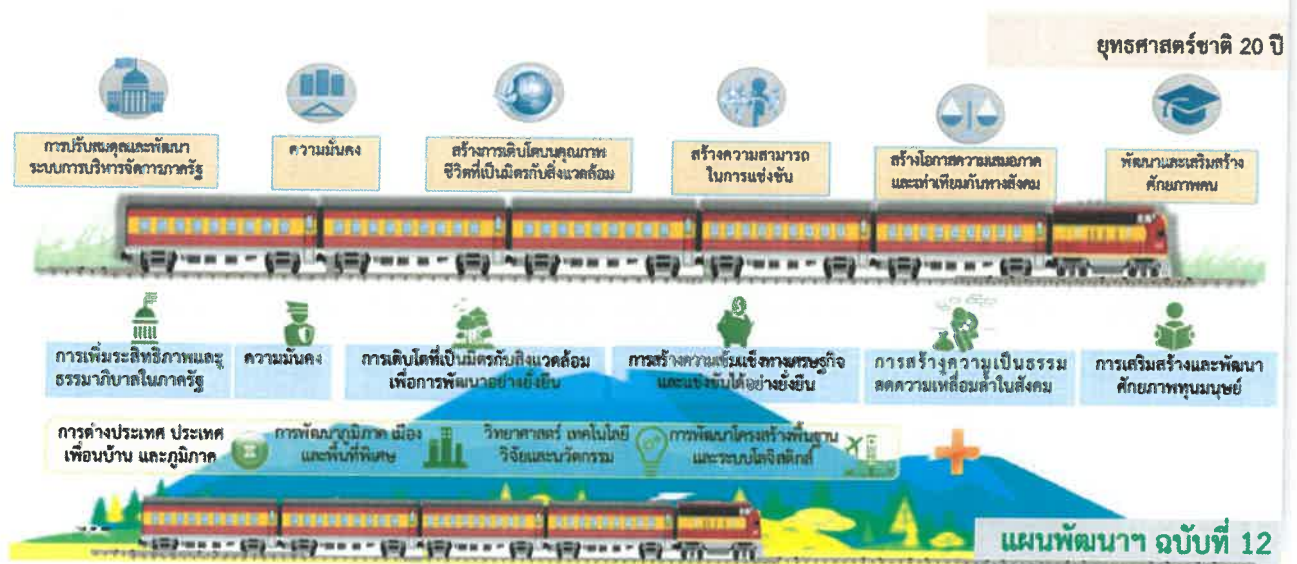 ยุทธศาสตร์ชาติ 20 ปี
การปรับสมดุลและพัฒนา
ระบบการบริหารจัดการภาครัฐ
ความมั่นคง
สร้างการเติบโตบนคุณภาพ
ชีวิตที่เป็นมิตรกับสิ่งแวดล้อม
สร้างความสามารถ
ในการแข่งขัน
สร้างโอกาสความเสมอภาค
และเท่าเทียมกันทางสังคม
พัฒนาและเสริมสร้าง
ศักยภาพคน
การเพิ่มระสิทธิภาพและฐ
ธรรมาภิบาลในภาครัฐ
ความมั่นคง
การเติบโตที่เป็นมิตรกับสิ่งแวดล้อม
เพื่อการพัฒนาอย่างยั่งยืน
การสร้างความเข้มแข็งทางเศรษฐกิจ
และแข่งขันได้อย่างยั่งยืน
การสร้างความเป็นธรรม
ลดความเหลื่อมล้ำในสังคม
การเสริมสร้างและพัฒนา
ศักยภาพทุนมนุษย์
การต่างประเทศ ประเทศ
เพื่อนบ้าน และภูมิภาค
การพัฒนาภูมิภาค เมือง
และพื้นที่พิเศษ
วิทยาศาสตร์ เทคโนโลยี
วิจัยและนวัตกรรม
การพัฒนาโครงสร้างพื้นฐาน
และระบบโลจิสติกส์
แผนพัฒนาฯ ฉบับที่ 12